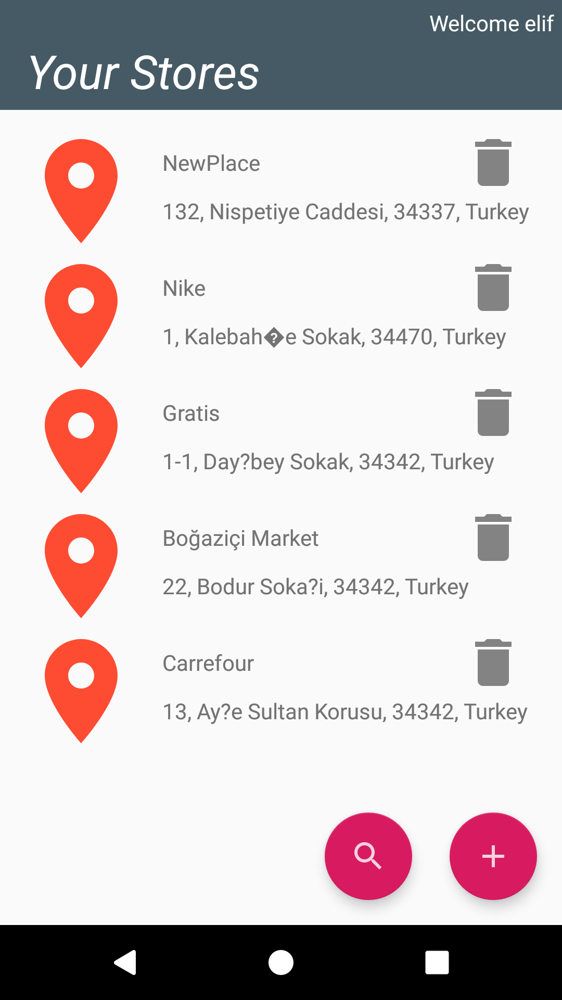 Welcome elif
Your Stores
NewPlace
132, Nispetiye Caddesi, 34337, Turkey
Nike
1, Kalebah�e Sokak, 34470, Turkey
Gratis
1-1, Day?bey Sokak, 34342, Turkey
Boğaziçi Market
22, Bodur Soka?i, 34342, Turkey
Carrefour
13, Ay?e Sultan Korusu, 34342, Turkey